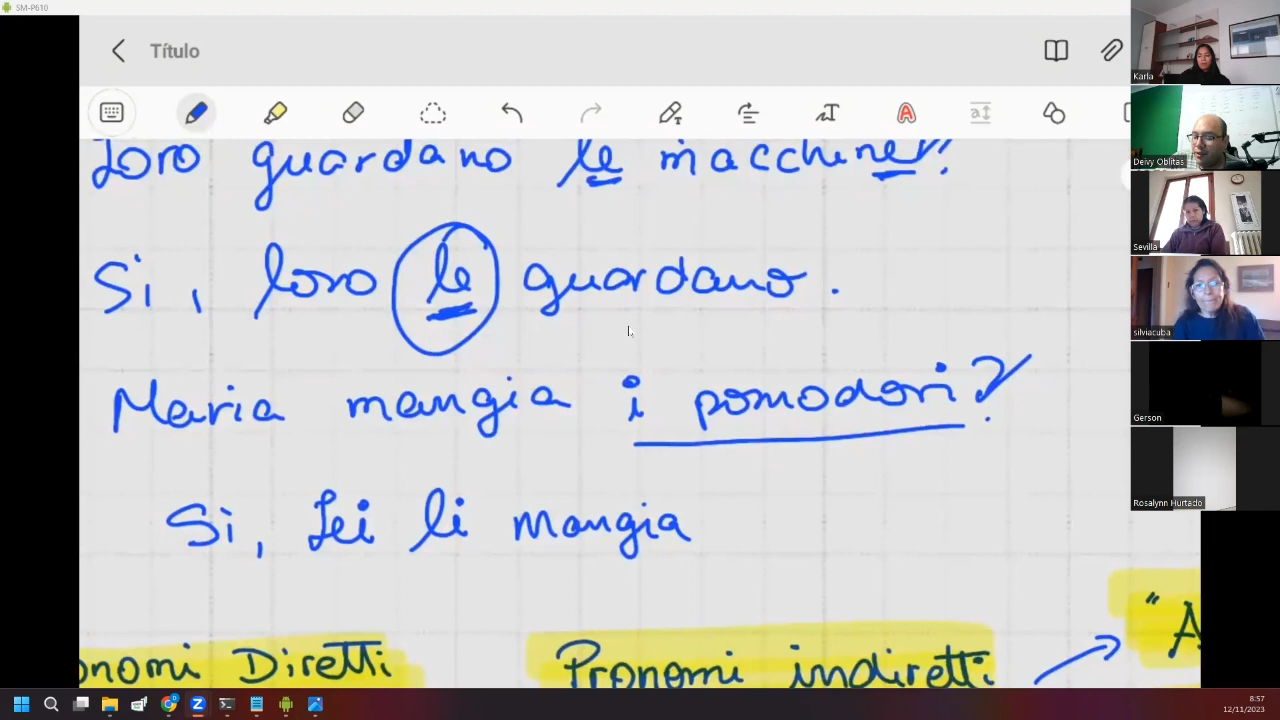 SM-P610
Título
Loro guardano le macchine?
Si, loro le guardano.
Maria mangia i pomodori?
Si, Lei li mangia
onomi Diretti
Pronomi indiretti
"A
Karla
Deivy Oblitas
Sevilla
silviacuba
Gerson
Rosalynn Hurtado
8:57
12/11/2023